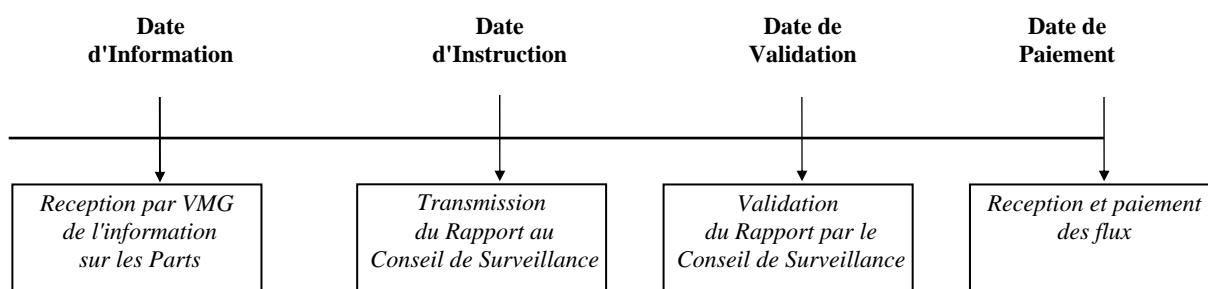 Date
d'Information
Date
d'Instruction
Date de
Validation
Date de
Paiement
Reception par VMG
de l'information
sur les Parts
Transmission
du Rapport au
Conseil de Surveillance
Validation
du Rapport par le
Conseil de Surveillance
Reception et paiement
des flux